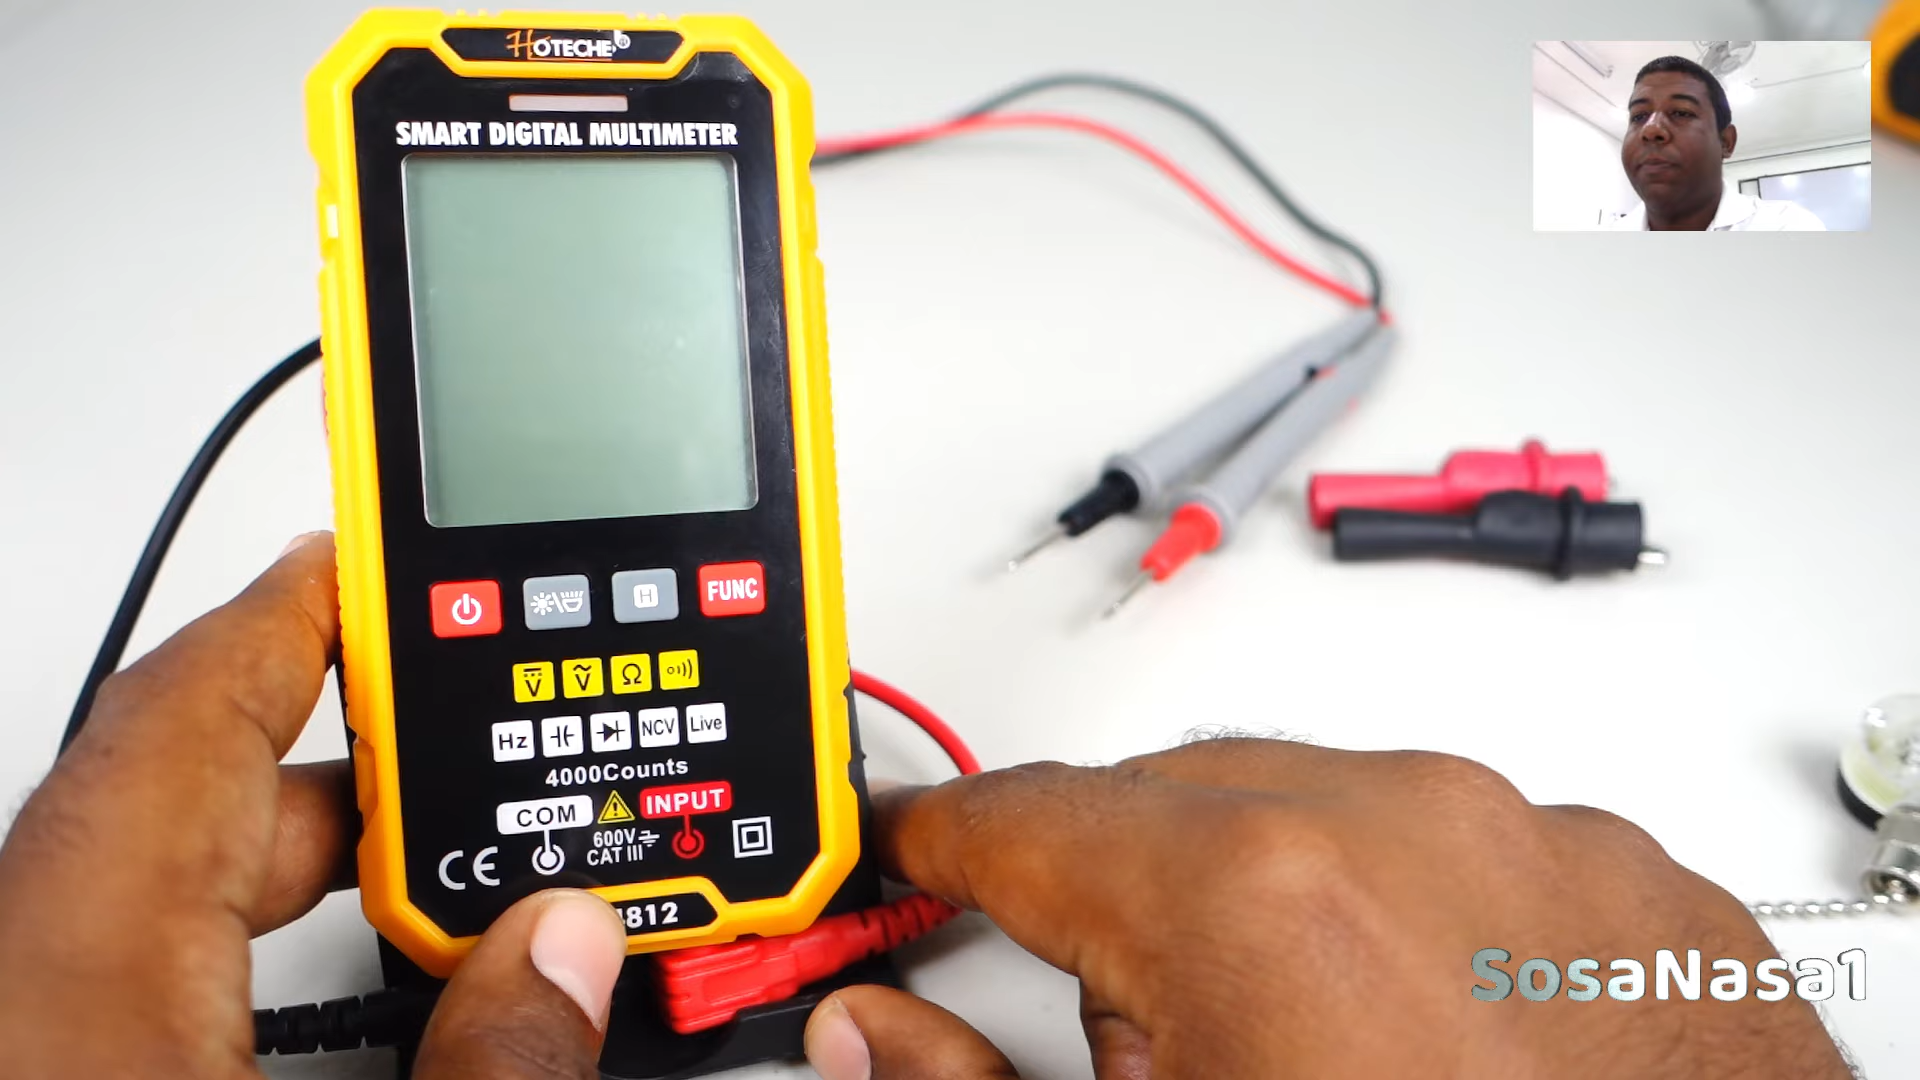 HOTECHE
SMART DIGITAL MULTIMETER
H
FUNC
V V Ω
Hz NCV Live
4000Counts
COM INPUT
600V
CAT III
CE
812
SosaNasa1